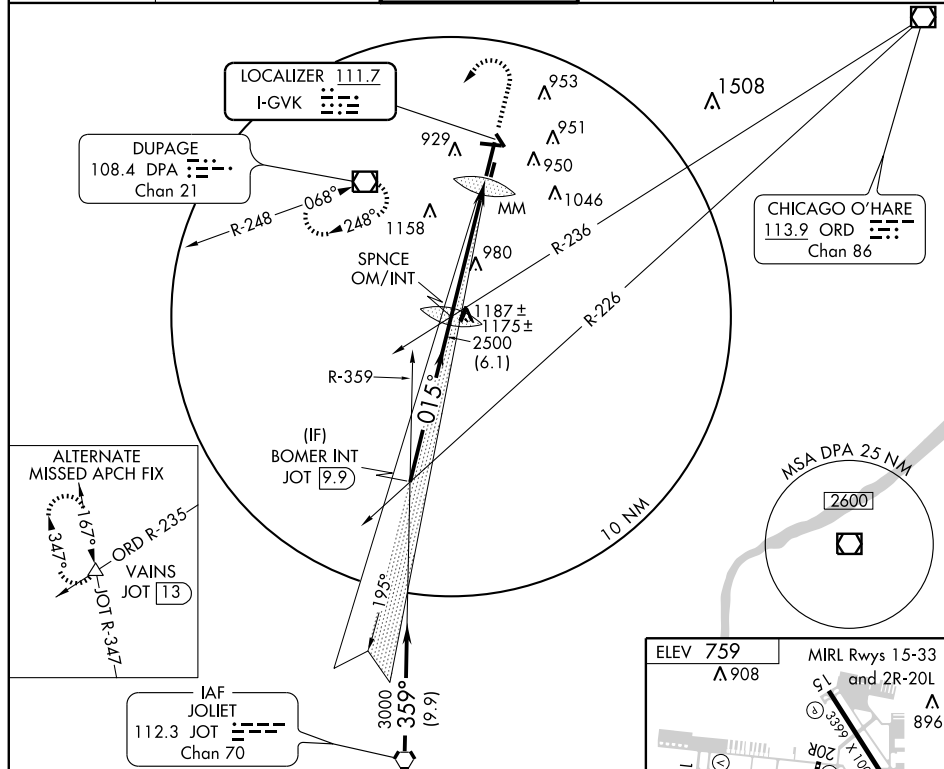 LOCALIZER 111.7
I-GVK
953
1508
951
929
950
DUPAGE
108.4 DPA
Chan 21
1046
MM
R-248
068°
248°
1158
CHICAGO O'HARE
113.9 ORD
Chan 86
R-236
SPNCE
OM/INT
980
R-226
1187 ±
1175 ±
2500
(6.1)
R-359
015°
(IF)
BOMER INT
JOT 9.9
ALTERNATE
MISSED APCH FIX
167°
347°
ORD R-235
VAINS
JOT 13
JOT R-347
MSA DPA 25 NM
2600
10 NM
195°
IAF
JOLIET
112.3 JOT
Chan 70
3000
359°
(9.9)
ELEV 759
MIRL Rwys 15-33
and 2R-20L
908
896
15
A
3399 X 10
20R
V